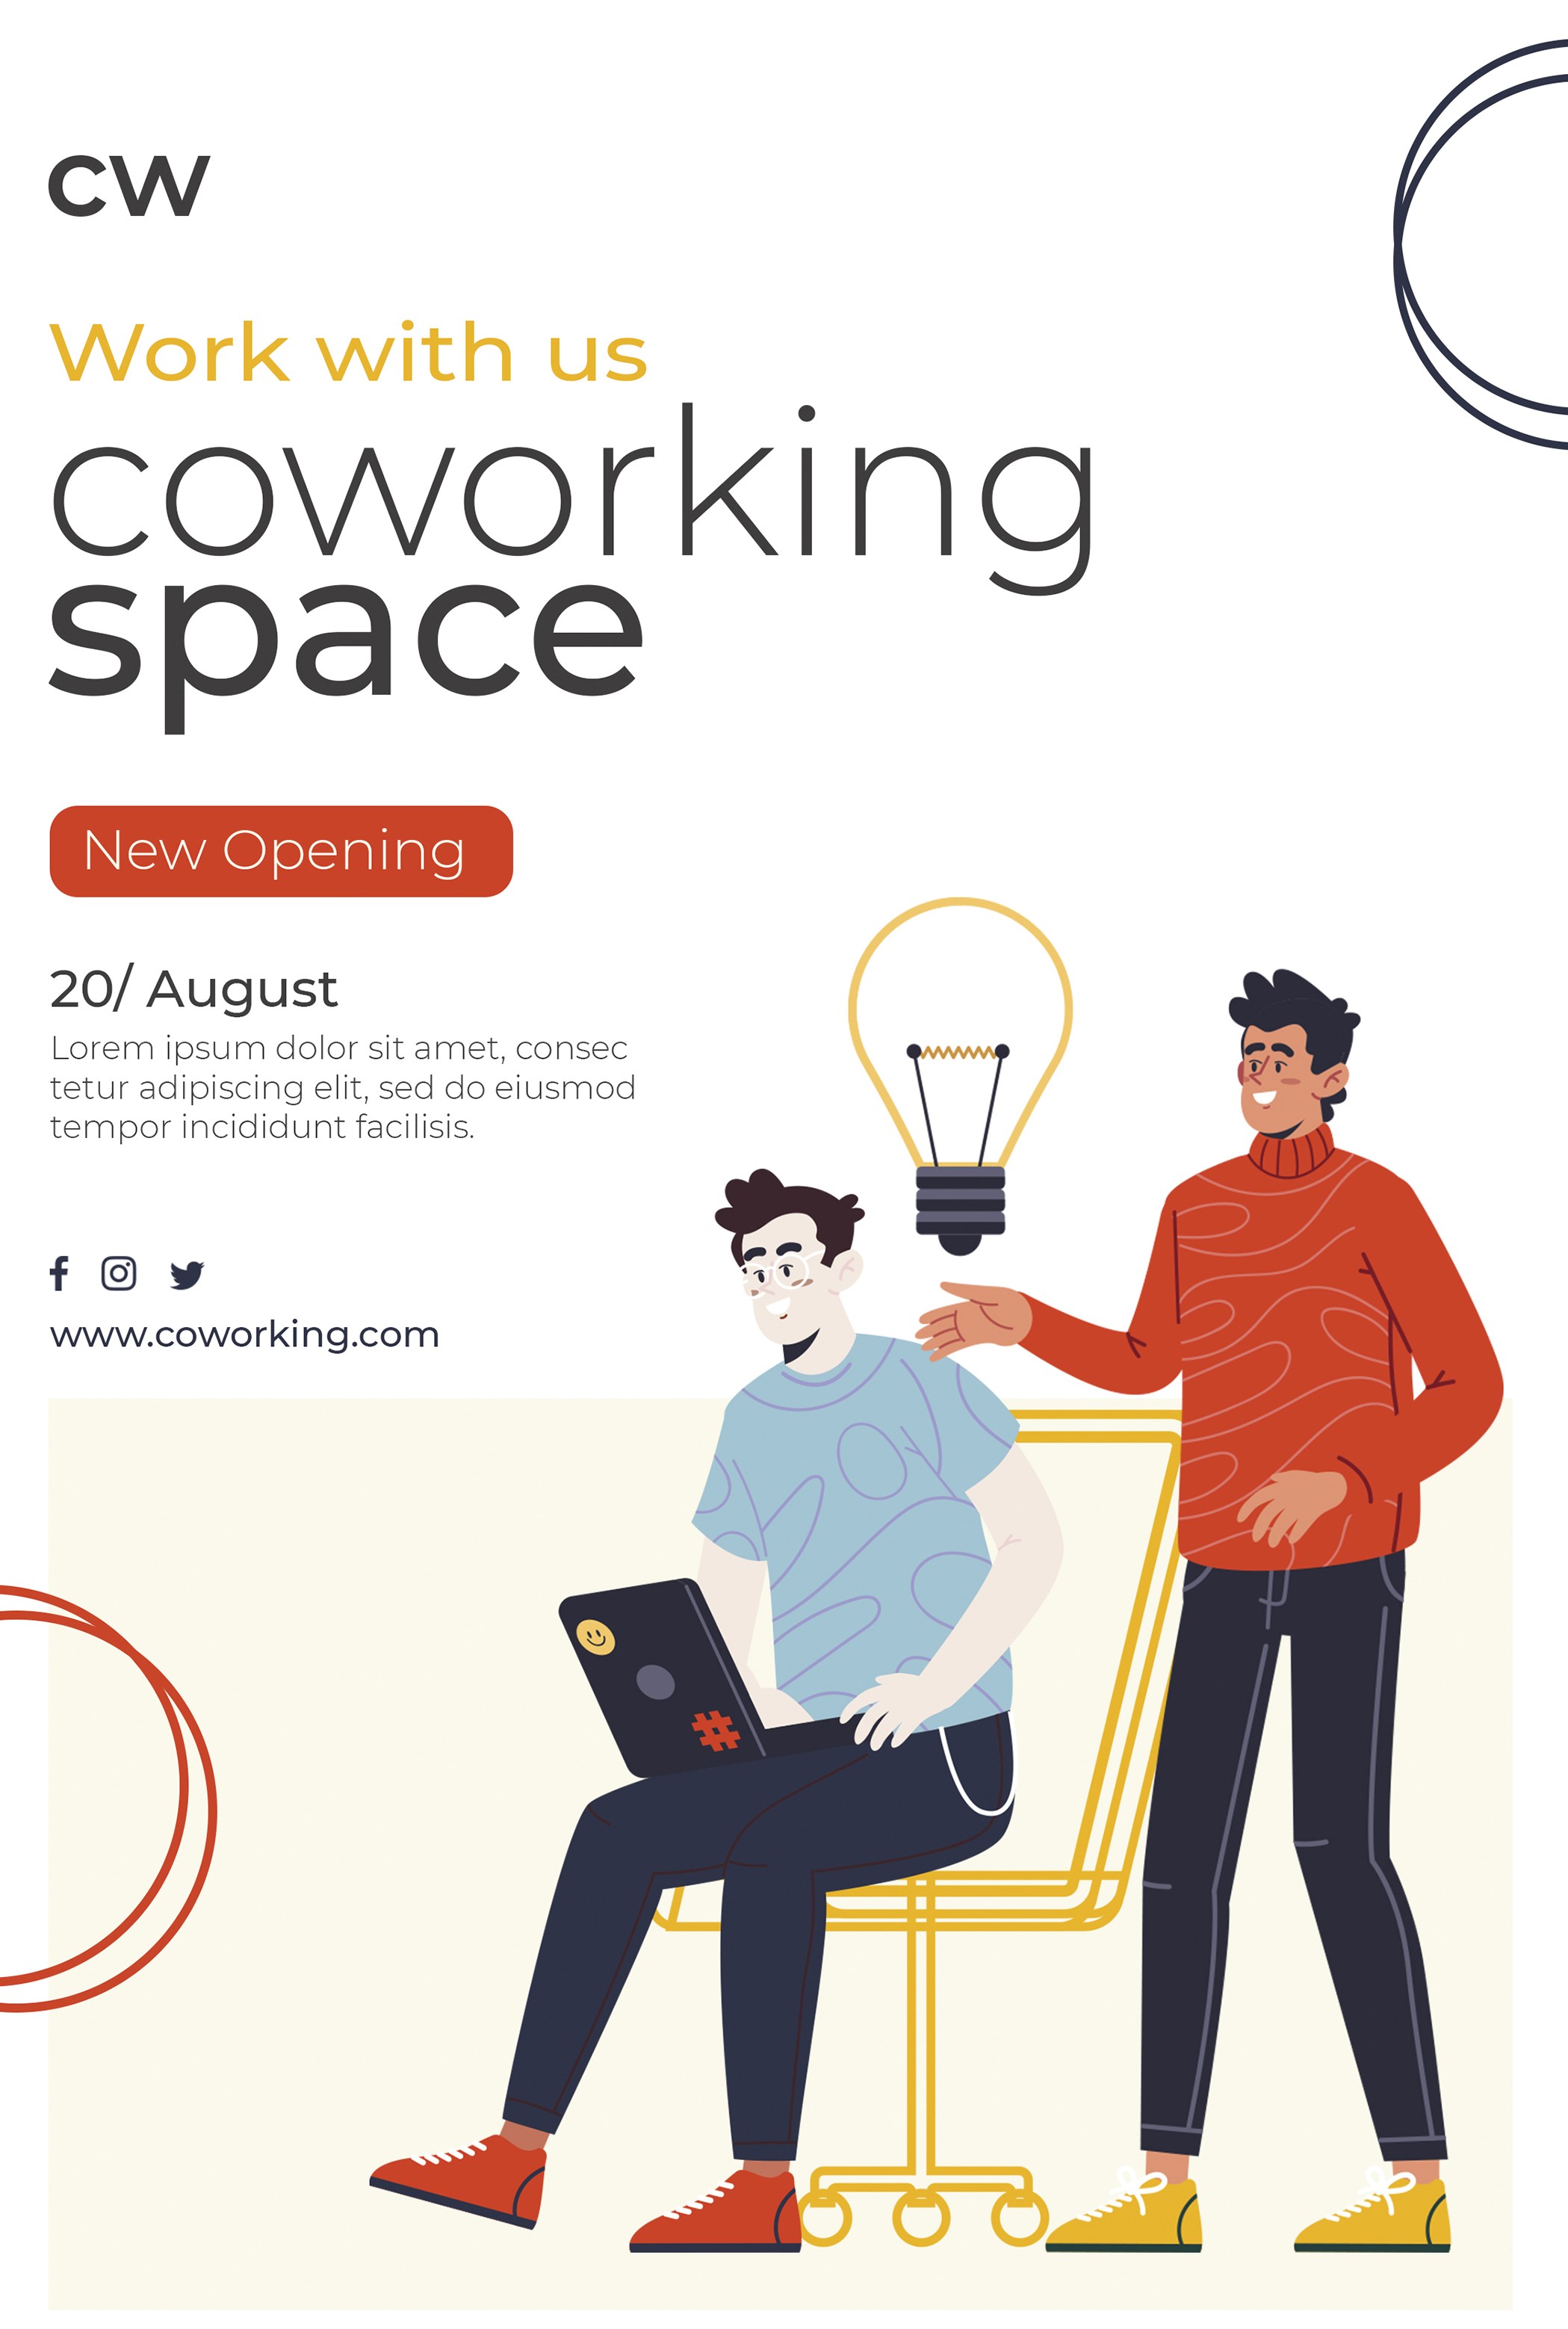 cw
Work with us
coworking
space
New Opening
20/ August
Lorem ipsum dolor sit amet, consec
tetur adipiscing elit, sed do eiusmod
tempor incididunt facilisis.
www.coworking.com
#